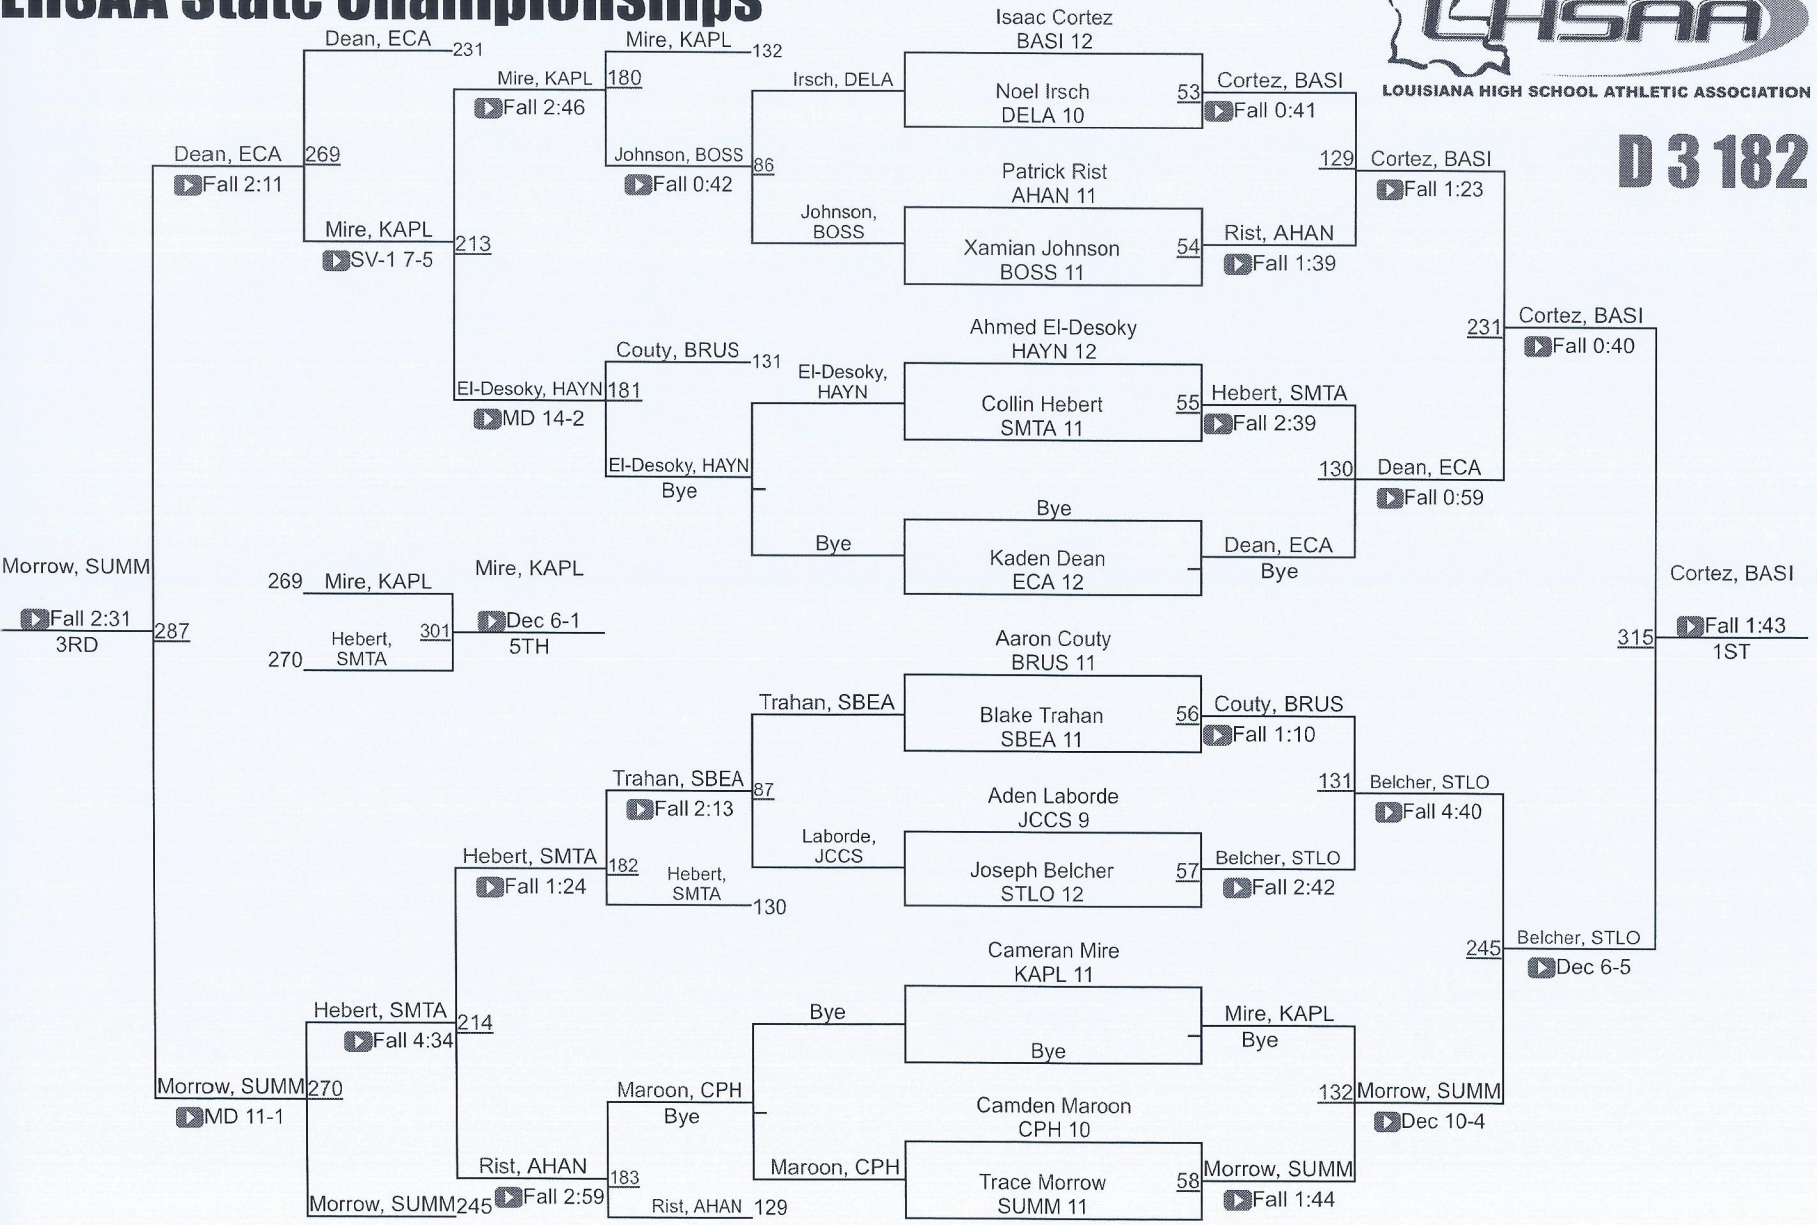 LHSAA State Championships
LHSAA
LOUISIANA HIGH SCHOOL ATHLETIC ASSOCIATION
D 3 182
Dean, ECA
231
Mire, KAPL
132
Isaac Cortez
BASI 12
Mire, KAPL
180
Fall 2:46
Irsch, DELA
Noel Irsch
DELA 10
53
Cortez, BASI
Fall 0:41
Dean, ECA
269
Fall 2:11
Johnson, BOSS
86
Fall 0:42
Patrick Rist
AHAN 11
129
Cortez, BASI
Fall 1:23
Mire, KAPL
213
SV-1 7-5
Johnson,
BOSS
Xamian Johnson
BOSS 11
54
Rist, AHAN
Fall 1:39
Ahmed El-Desoky
HAYN 12
231
Cortez, BASI
Fall 0:40
Couty, BRUS
131
El-Desoky, HAYN
181
MD 14-2
El-Desoky,
HAYN
Collin Hebert
SMTA 11
55
Hebert, SMTA
Fall 2:39
El-Desoky, HAYN
Bye
130
Dean, ECA
Fall 0:59
Bye
Bye
Kaden Dean
ECA 12
Dean, ECA
Bye
Morrow, SUMM
Fall 2:31
3RD
287
269
Mire, KAPL
Mire, KAPL
Hebert,
SMTA
270
301
Dec 6-1
5TH
Cortez, BASI
315
Fall 1:43
1ST
Aaron Couty
BRUS 11
Trahan, SBEA
Blake Trahan
SBEA 11
56
Couty, BRUS
Fall 1:10
Trahan, SBEA
87
Fall 2:13
Aden Laborde
JCCS 9
131
Belcher, STLO
Fall 4:40
Hebert, SMTA
182
Fall 1:24
Hebert,
SMTA
130
Laborde,
JCCS
Joseph Belcher
STLO 12
57
Belcher, STLO
Fall 2:42
Cameran Mire
KAPL 11
245
Belcher, STLO
Dec 6-5
Hebert, SMTA
214
Fall 4:34
Bye
Bye
Mire, KAPL
Bye
Morrow, SUMM
270
MD 11-1
Maroon, CPH
Bye
Camden Maroon
CPH 10
132
Morrow, SUMM
Dec 10-4
Rist, AHAN
183
Fall 2:59
Maroon, CPH
Trace Morrow
SUMM 11
58
Morrow, SUMM
Fall 1:44
Morrow, SUMM
245
Rist, AHAN
129